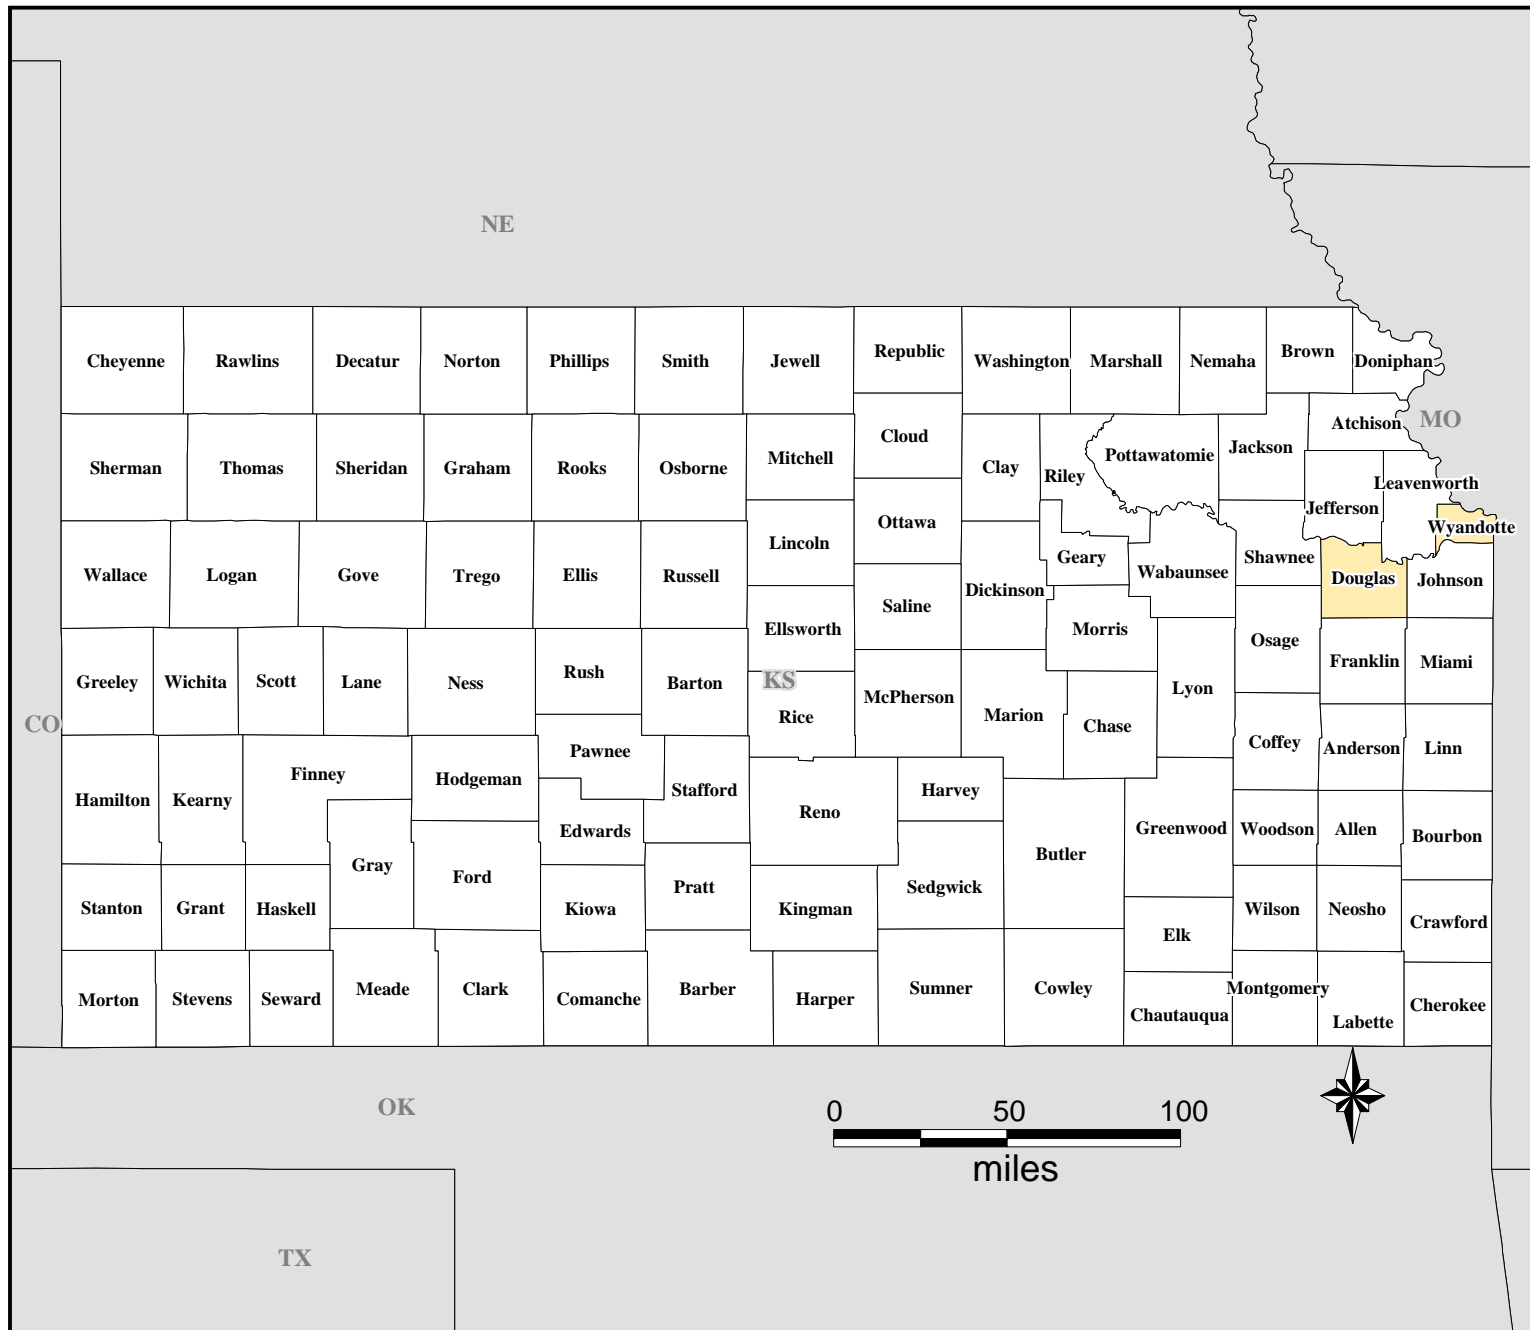 NE
Cheyenne
Rawlins
Decatur
Norton
Phillips
Smith
Jewell
Republic
Washington
Marshall
Nemaha
Brown
Doniphan
Sherman
Thomas
Sheridan
Graham
Rooks
Osborne
Mitchell
Cloud
Clay
Riley
Pottawatomie
Jackson
Atchison
MO
Leavenworth
Jefferson
Wyandotte
Wallace
Logan
Gove
Trego
Ellis
Russell
Lincoln
Ottawa
Dickinson
Geary
Wabaunsee
Shawnee
Douglas
Johnson
Saline
Ellsworth
Morris
Osage
Franklin
Miami
Greeley
Wichita
Scott
Lane
Ness
Rush
Barton
KS
Rice
McPherson
Marion
Chase
Lyon
Coffey
Anderson
Linn
CO
Hamilton
Kearny
Finney
Hodgeman
Pawnee
Stafford
Edwards
Reno
Harvey
Butler
Greenwood
Woodson
Allen
Bourbon
Gray
Ford
Kiowa
Pratt
Kingman
Sedgwick
Stanton
Grant
Haskell
Elk
Wilson
Neosho
Crawford
Morton
Stevens
Seward
Meade
Clark
Comanche
Barber
Harper
Sumner
Cowley
Chautauqua
Montgomery
Labette
Cherokee
OK
0 50 100
miles
TX